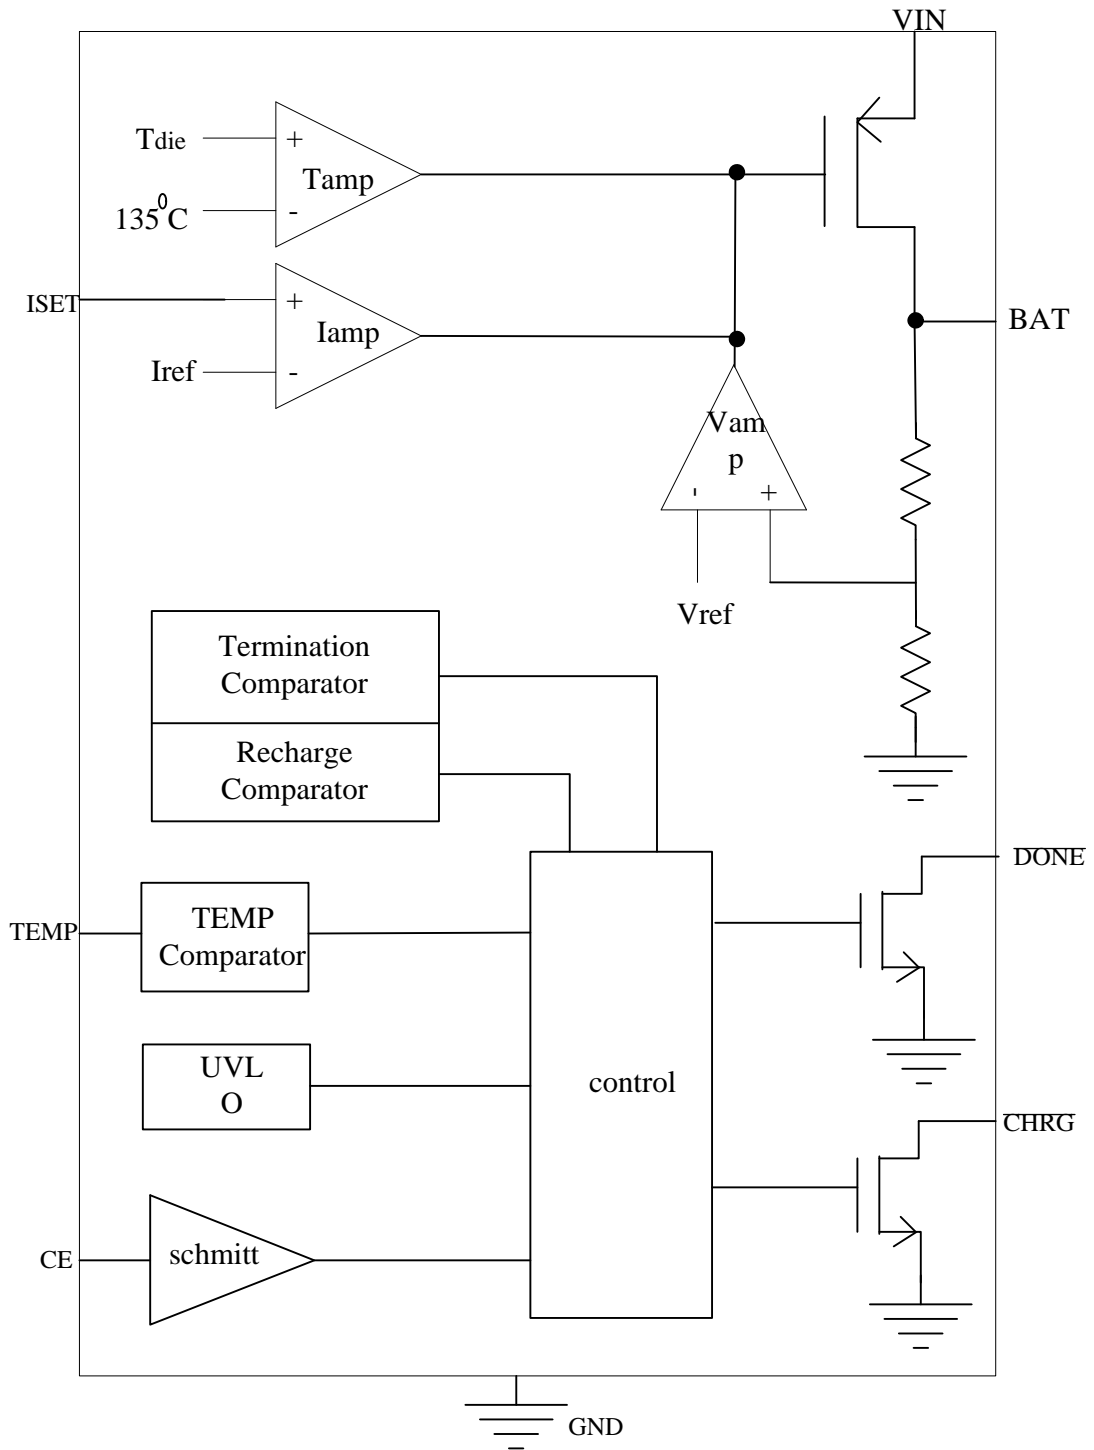 VIN
Tdie
+
Tamp
135⁰C
-
ISET
+
Iamp
BAT
Iref
-
Vam
p
-
+
Vref
Termination
Comparator
Recharge
Comparator
DONE
TEMP
TEMP
Comparator
UVL
O
control
CHRG
CE
schmitt
GND